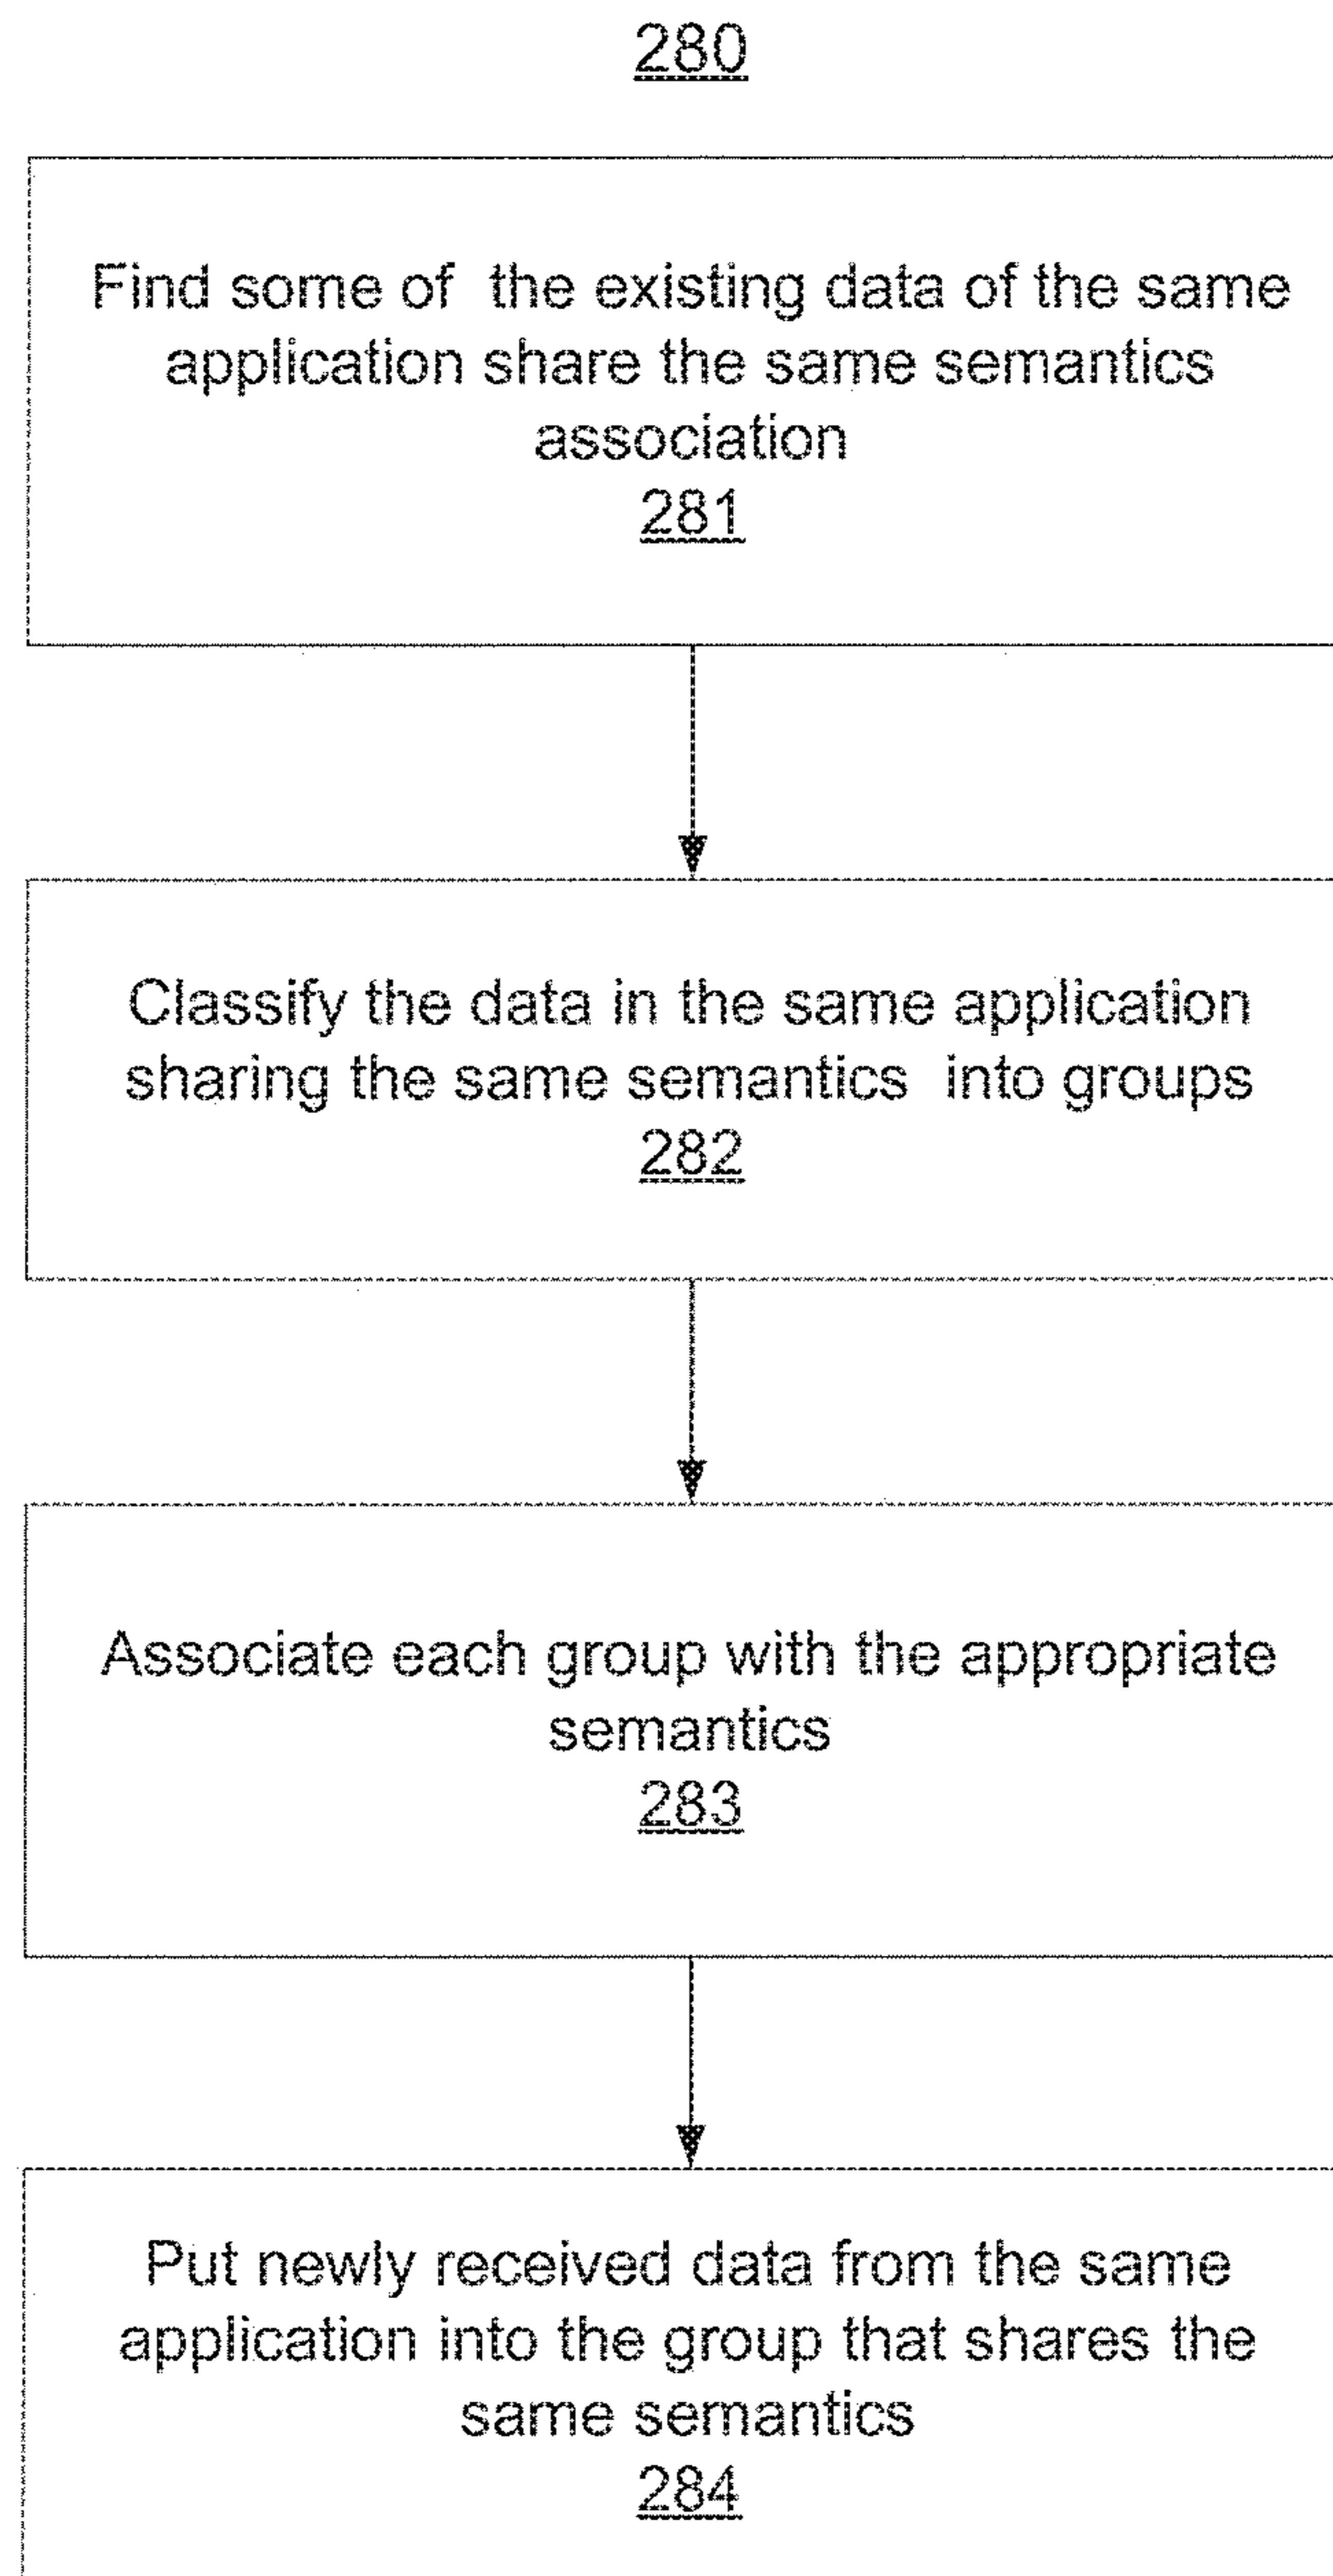 280
Find some of the existing data of the same
application share the same semantics
association
281
Classify the data in the same application
sharing the same semantics into groups
282
Associate each group with the appropriate
semantics
283
Put newly received data from the same
application into the group that shares the
same semantics
284